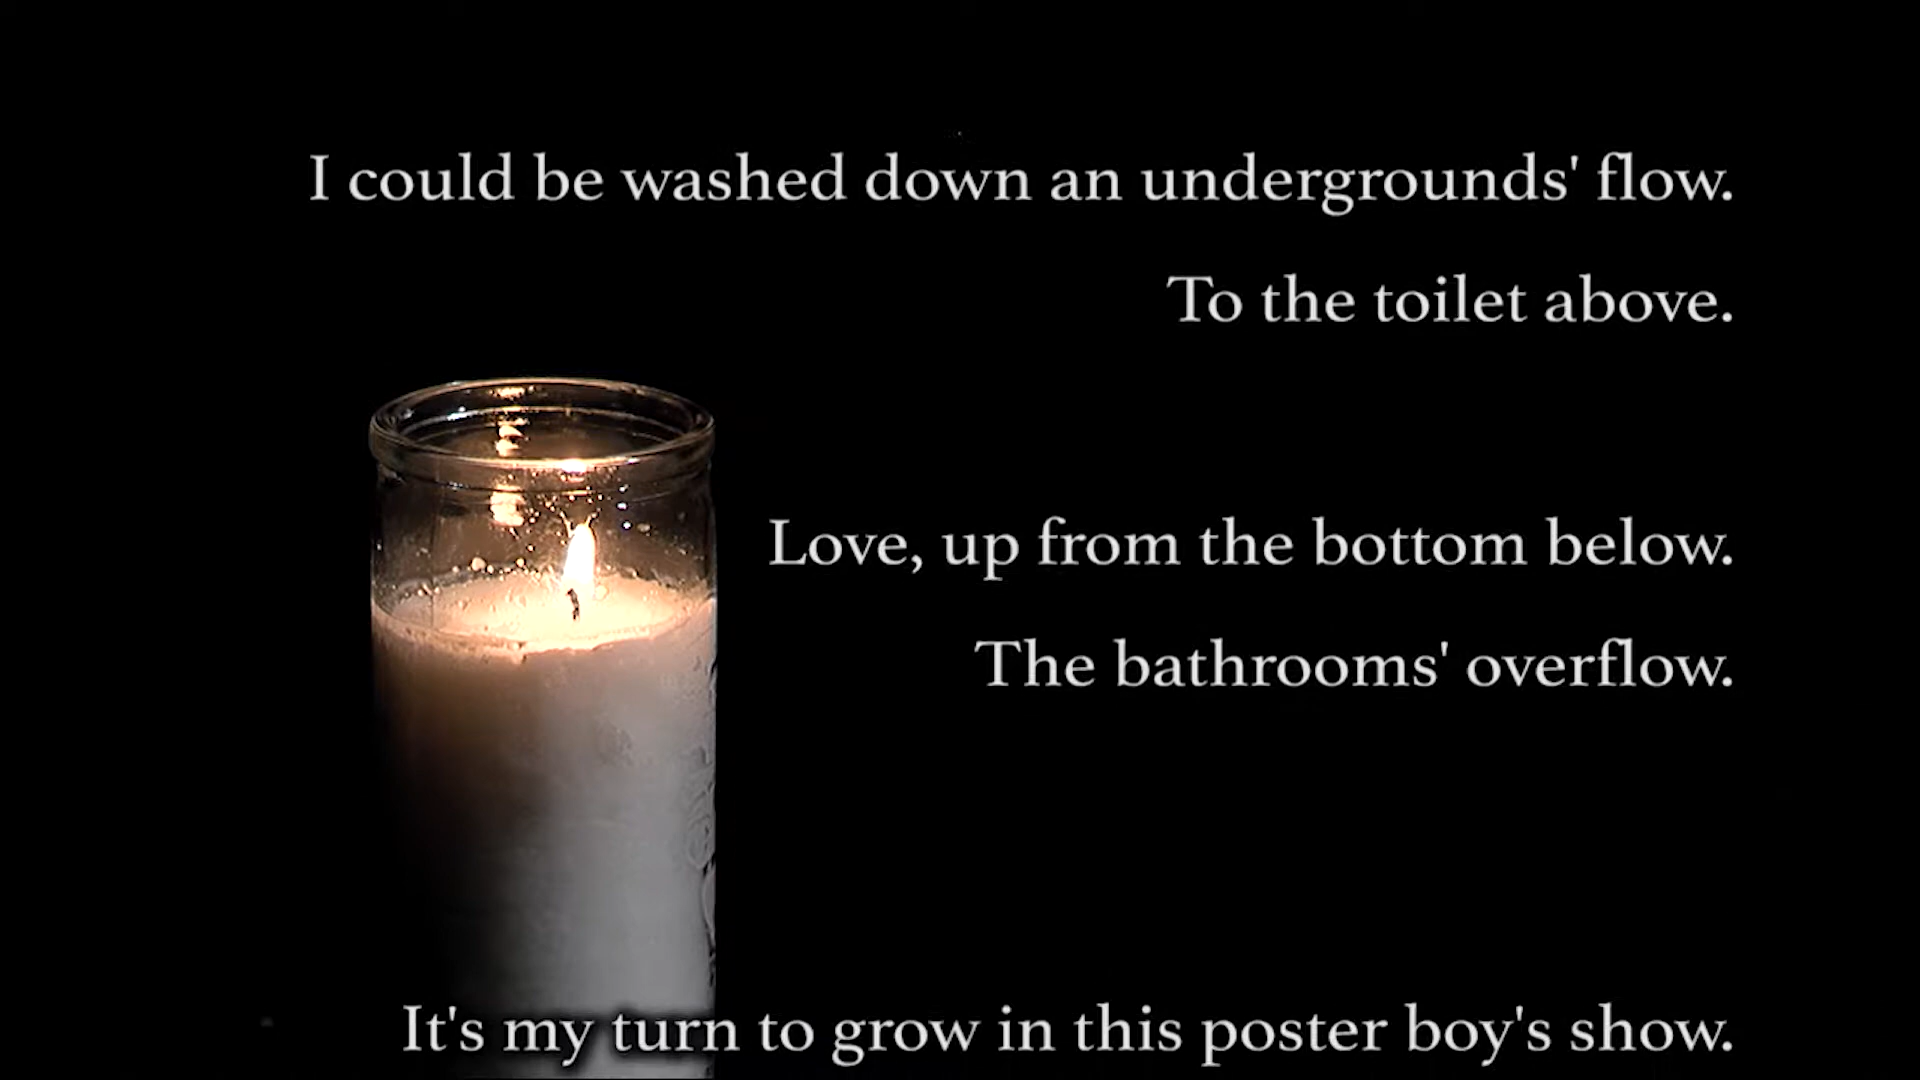 I could be washed down an undergrounds' flow.
To the toilet above.
Love, up from the bottom below.
The bathrooms' overflow.
It's my turn to grow in this poster boy's show.